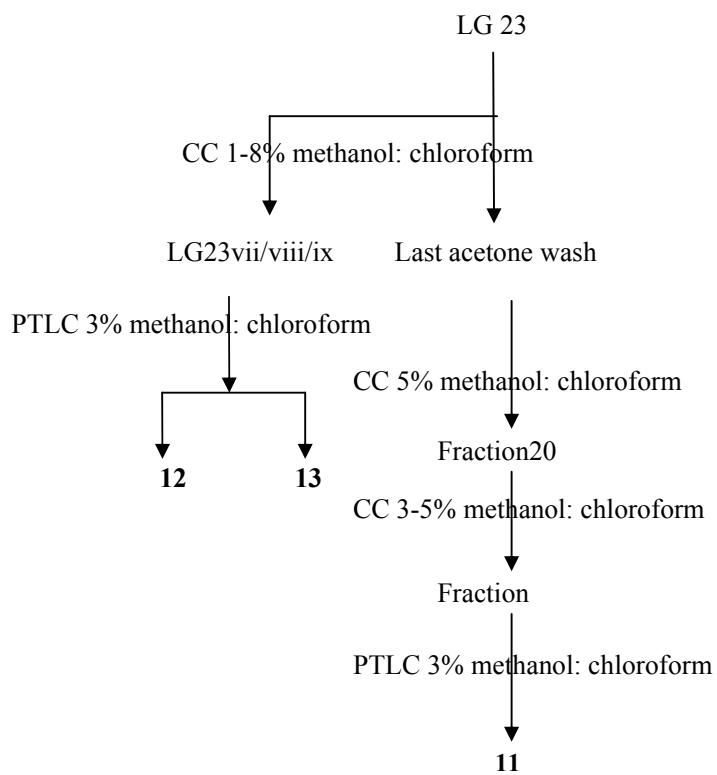 LG 23
CC 1-8% methanol: chloroform
LG23vii/viii/ix
Last acetone wash
PTLC 3% methanol: chloroform
CC 5% methanol: chloroform
Fraction20
12
13
CC 3-5% methanol: chloroform
Fraction
PTLC 3% methanol: chloroform
11